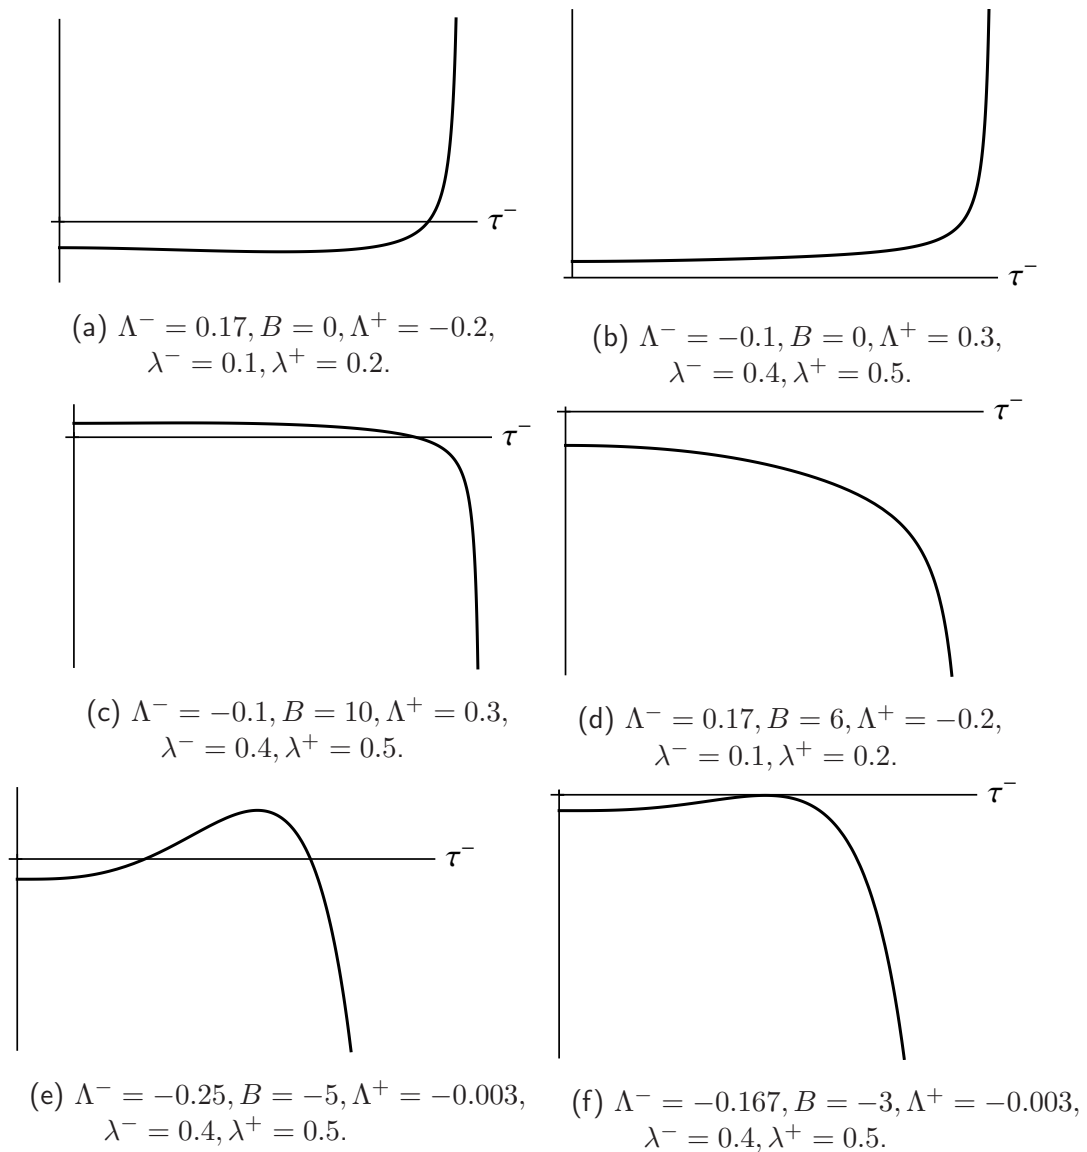 τ⁻
τ⁻
(a) Λ⁻ = 0.17, B = 0, Λ⁺ = −0.2,
λ⁻ = 0.1, λ⁺ = 0.2.
(b) Λ⁻ = −0.1, B = 0, Λ⁺ = 0.3,
λ⁻ = 0.4, λ⁺ = 0.5.
τ⁻
τ⁻
(c) Λ⁻ = −0.1, B = 10, Λ⁺ = 0.3,
λ⁻ = 0.4, λ⁺ = 0.5.
(d) Λ⁻ = 0.17, B = 6, Λ⁺ = −0.2,
λ⁻ = 0.1, λ⁺ = 0.2.
τ⁻
τ⁻
(e) Λ⁻ = −0.25, B = −5, Λ⁺ = −0.003,
λ⁻ = 0.4, λ⁺ = 0.5.
(f) Λ⁻ = −0.167, B = −3, Λ⁺ = −0.003,
λ⁻ = 0.4, λ⁺ = 0.5.